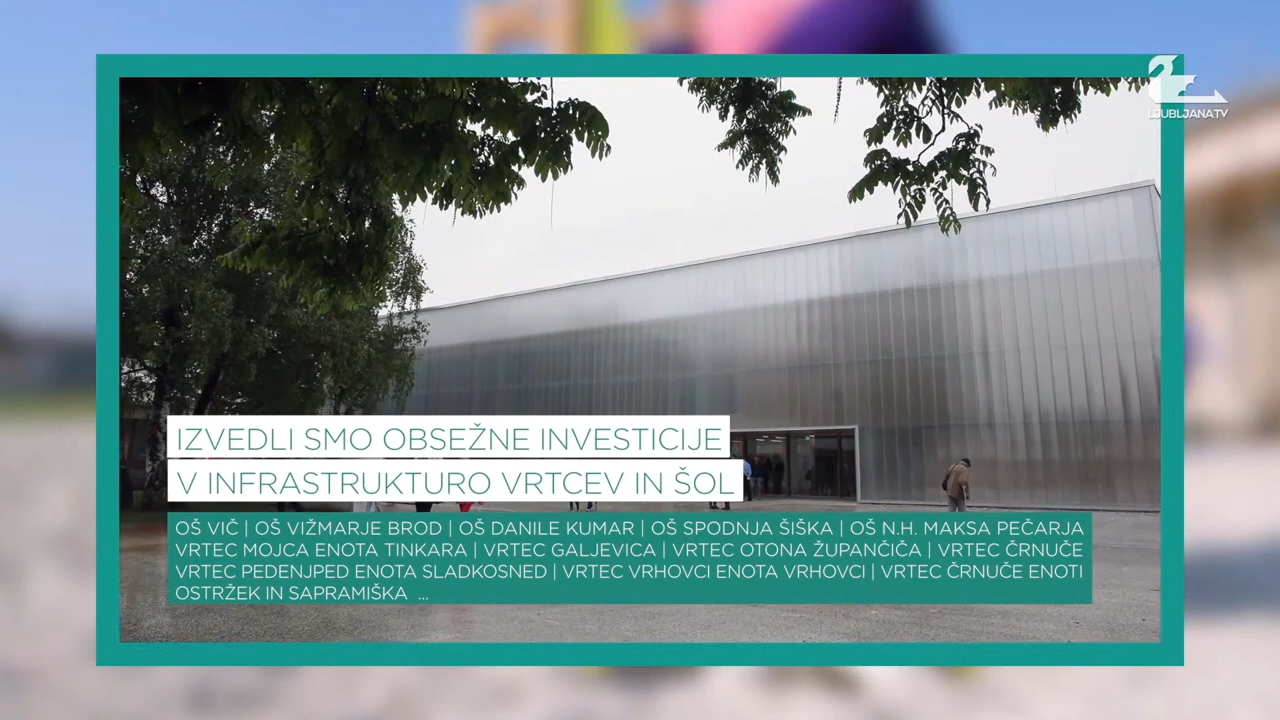 LJUBLJANATV
IZVEDLI SMO OBSEŽNE INVESTICIJE
V INFRASTRUKTURO VRTCEV IN ŠOL
OŠ VIČ | OŠ VIŽMARJE BROD | OŠ DANILE KUMAR | OŠ SPODNJA ŠIŠKA | OŠ N.H. MAKSA PEČARJA
VRTEC MOJCA ENOTA TINKARA | VRTEC GALJEVICA | VRTEC OTONA ŽUPANČIČA | VRTEC ČRNUČE
VRTEC PEDENJPED ENOTA SLADKOSNED | VRTEC VRHOVCI ENOTA VRHOVCI | VRTEC ČRNUČE ENOTI
OSTRŽEK IN SAPRAMIŠKA ...